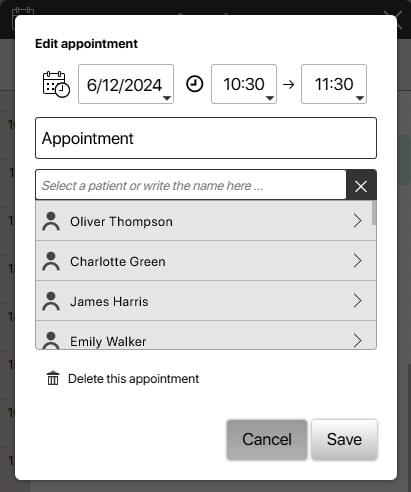 Edit appointment
6/12/2024 10:30 → 11:30
Appointment
Select a patient or write the name here ...
Oliver Thompson
Charlotte Green
James Harris
Emily Walker
Delete this appointment
Cancel Save